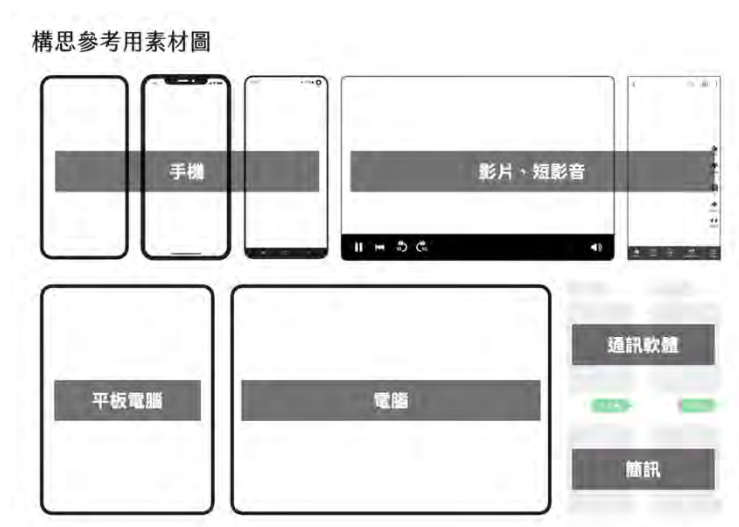 構思參考用素材圖
手機
影片、短影音
平板電腦
電腦
通訊軟體
簡訊